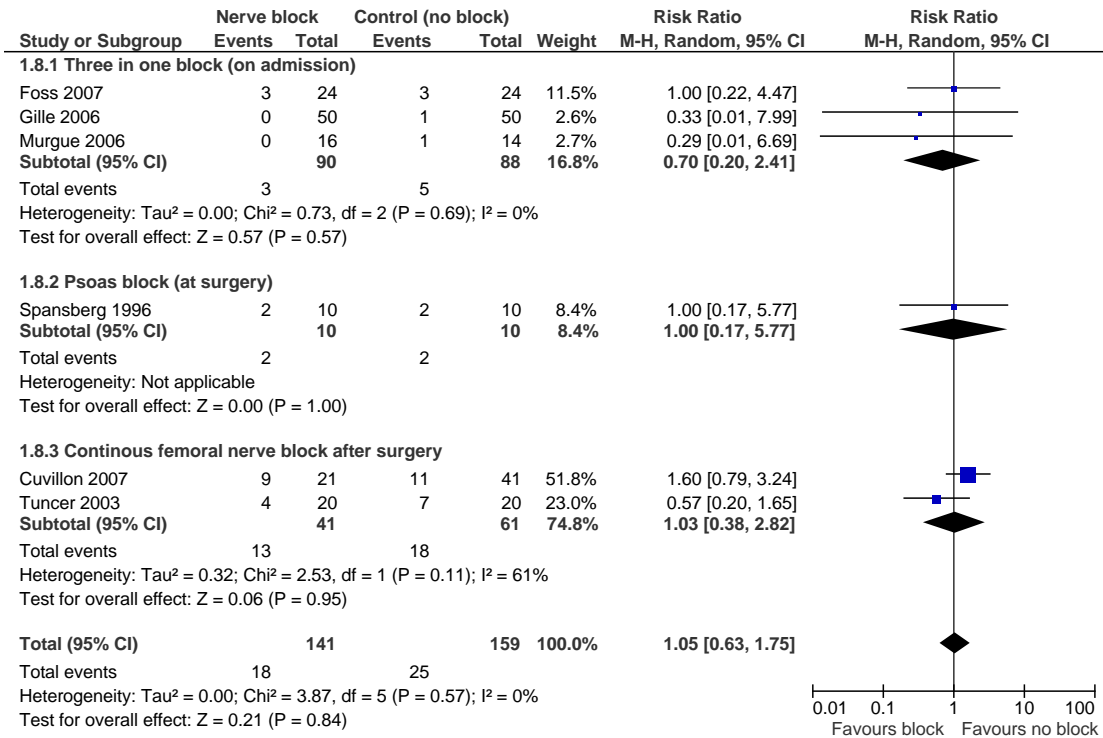 Nerve block Control (no block) Risk Ratio Risk Ratio
Study or Subgroup Events Total Events Total Weight M-H, Random, 95% CI M-H, Random, 95% CI
1.8.1 Three in one block (on admission)
Foss 2007 3 24 3 24 11.5% 1.00 [0.22, 4.47]
Gille 2006 0 50 1 50 2.6% 0.33 [0.01, 7.99]
Murgue 2006 0 16 1 14 2.7% 0.29 [0.01, 6.69]
Subtotal (95% CI) 90 88 16.8% 0.70 [0.20, 2.41]
Total events 3 5
Heterogeneity: Tau² = 0.00; Chi² = 0.73, df = 2 (P = 0.69); I² = 0%
Test for overall effect: Z = 0.57 (P = 0.57)
1.8.2 Psoas block (at surgery)
Spansberg 1996 2 10 2 10 8.4% 1.00 [0.17, 5.77]
Subtotal (95% CI) 10 10 8.4% 1.00 [0.17, 5.77]
Total events 2 2
Heterogeneity: Not applicable
Test for overall effect: Z = 0.00 (P = 1.00)
1.8.3 Continous femoral nerve block after surgery
Cuvillon 2007 9 21 11 41 51.8% 1.60 [0.79, 3.24]
Tuncer 2003 4 20 7 20 23.0% 0.57 [0.20, 1.65]
Subtotal (95% CI) 41 61 74.8% 1.03 [0.38, 2.82]
Total events 13 18
Heterogeneity: Tau² = 0.32; Chi² = 2.53, df = 1 (P = 0.11); I² = 61%
Test for overall effect: Z = 0.06 (P = 0.95)
Total (95% CI) 141 159 100.0% 1.05 [0.63, 1.75]
Total events 18 25
Heterogeneity: Tau² = 0.00; Chi² = 3.87, df = 5 (P = 0.57); I² = 0%
Test for overall effect: Z = 0.21 (P = 0.84)
0.01 0.1 1 10 100
Favours block Favours no block